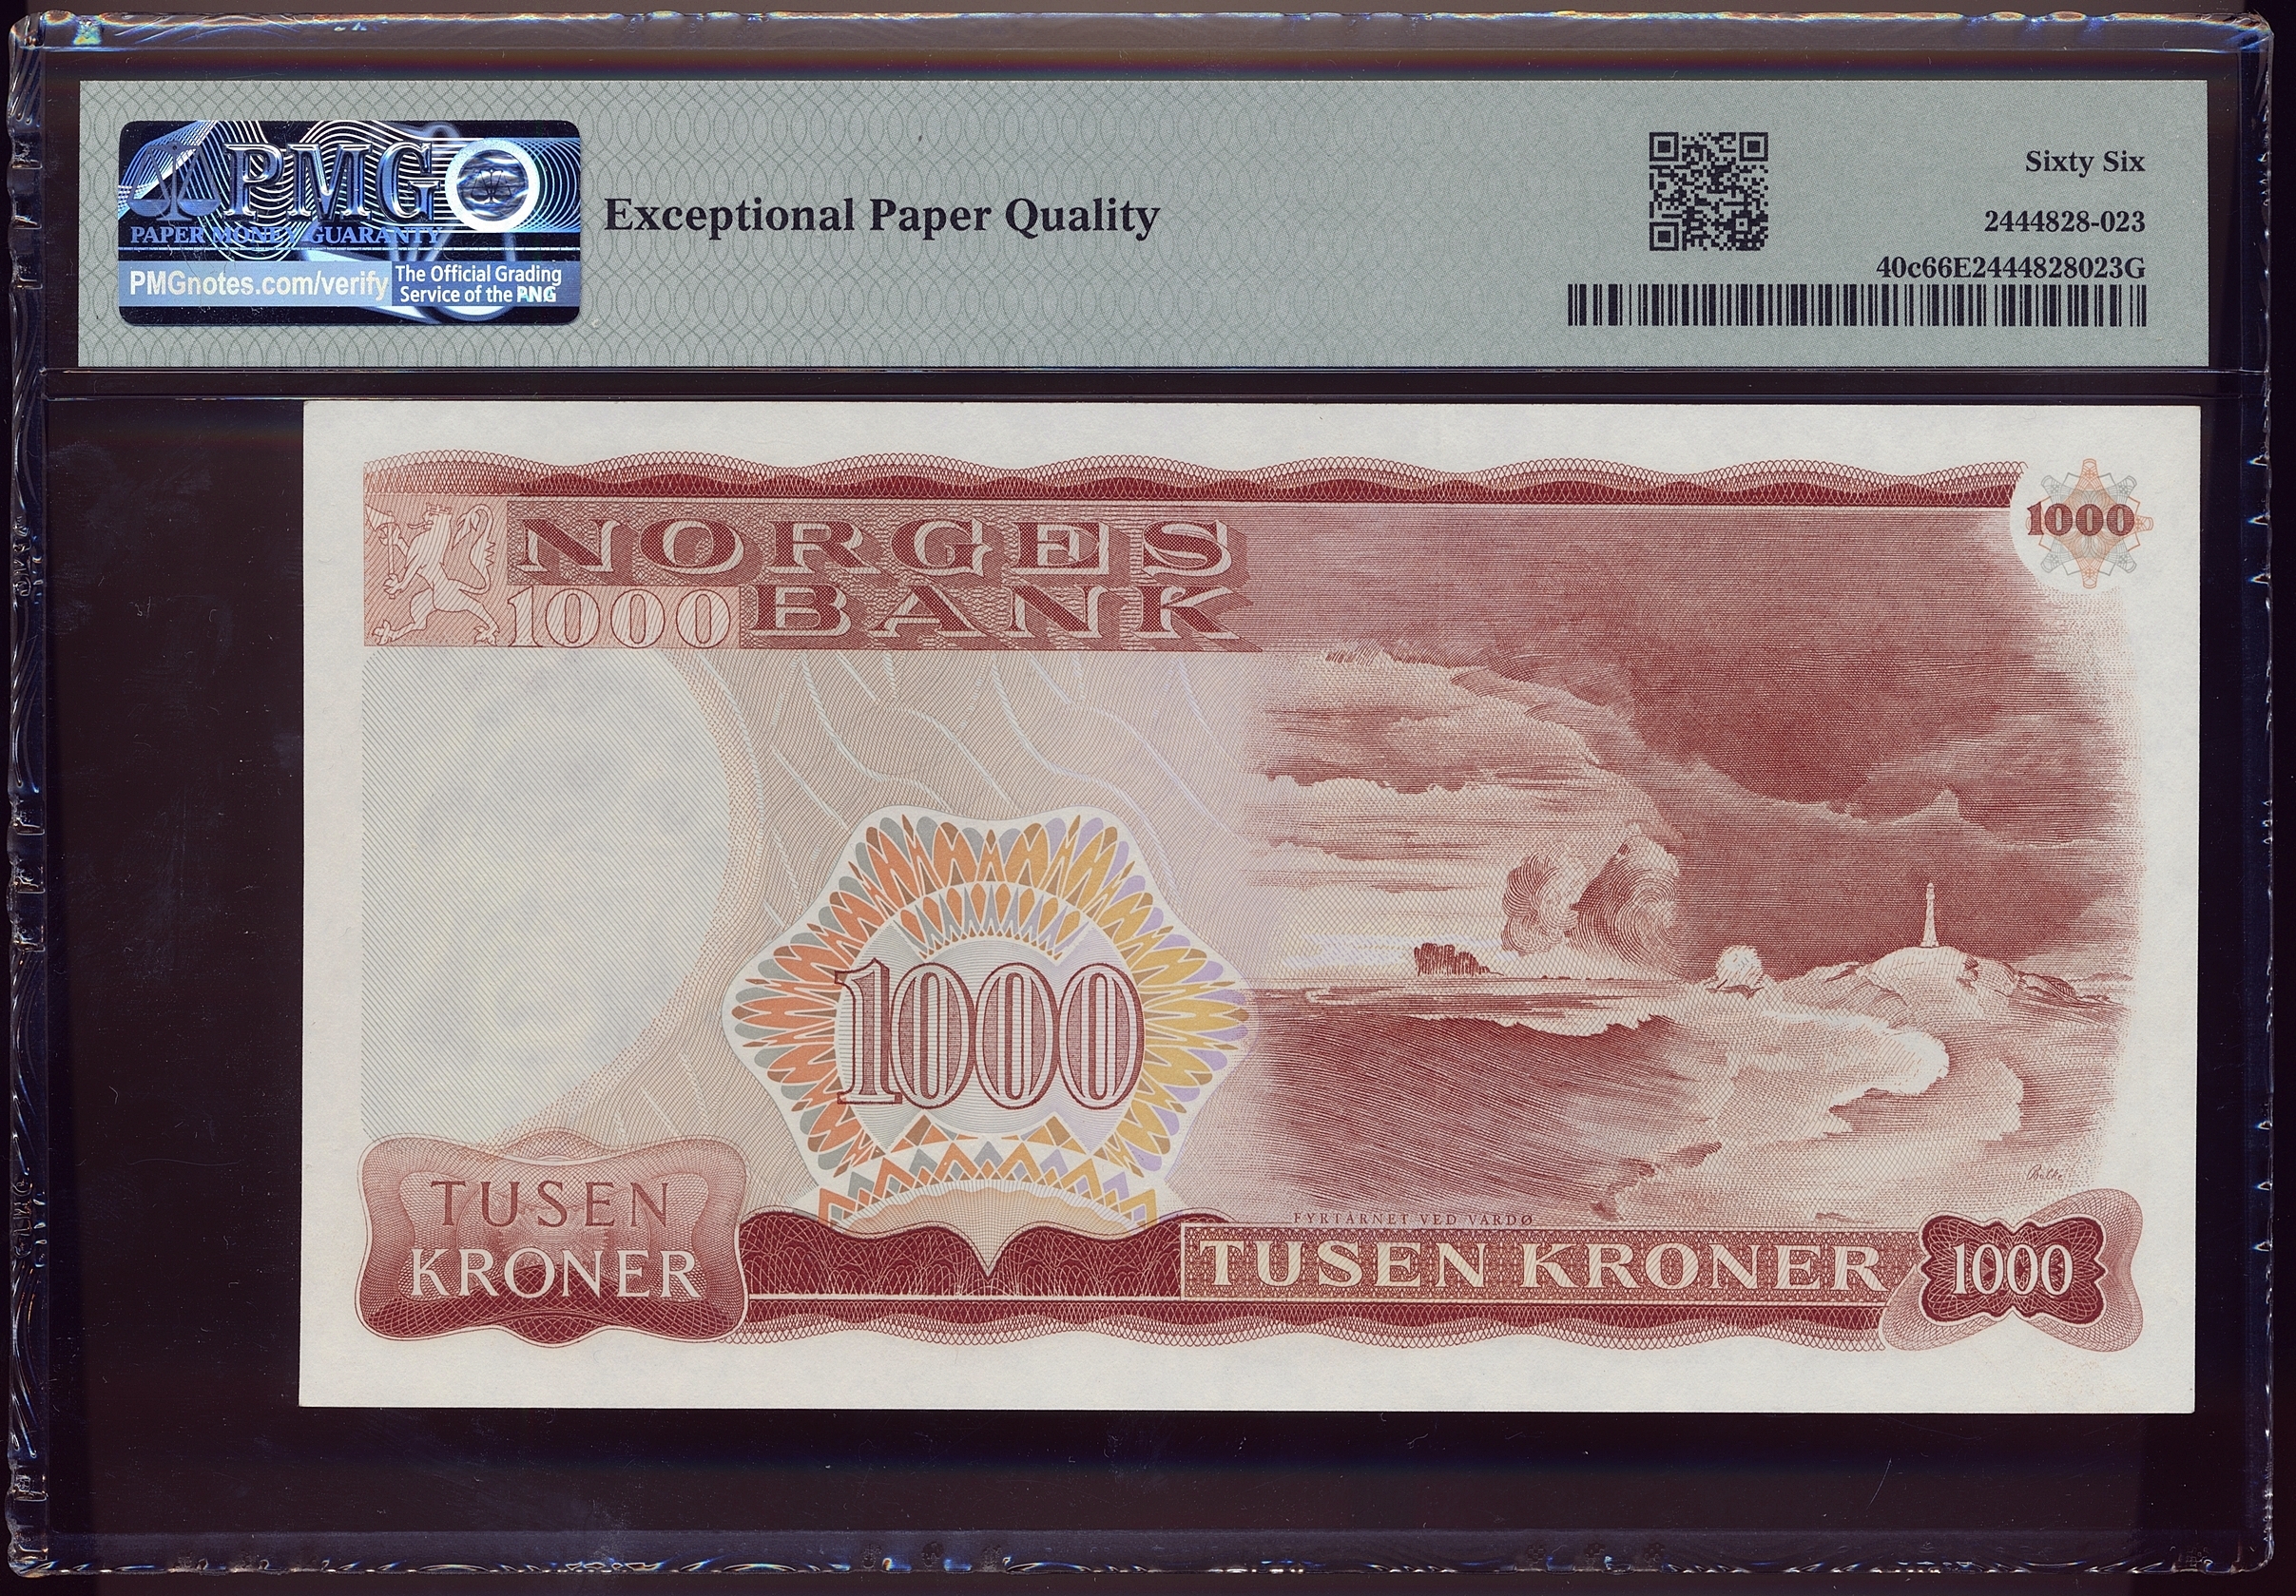 PMG
PAPER MONEY GUARANTY
PMGnotes.com/verify
The Official Grading
Service of the PNG
Exceptional Paper Quality
Sixty Six
2444828-023
40c66E2444828023G
NORGES
1000 BANK
1000
1000
TUSEN
KRONER
FYRTÅRNET VED VARDØ
Balke
TUSEN KRONER
1000